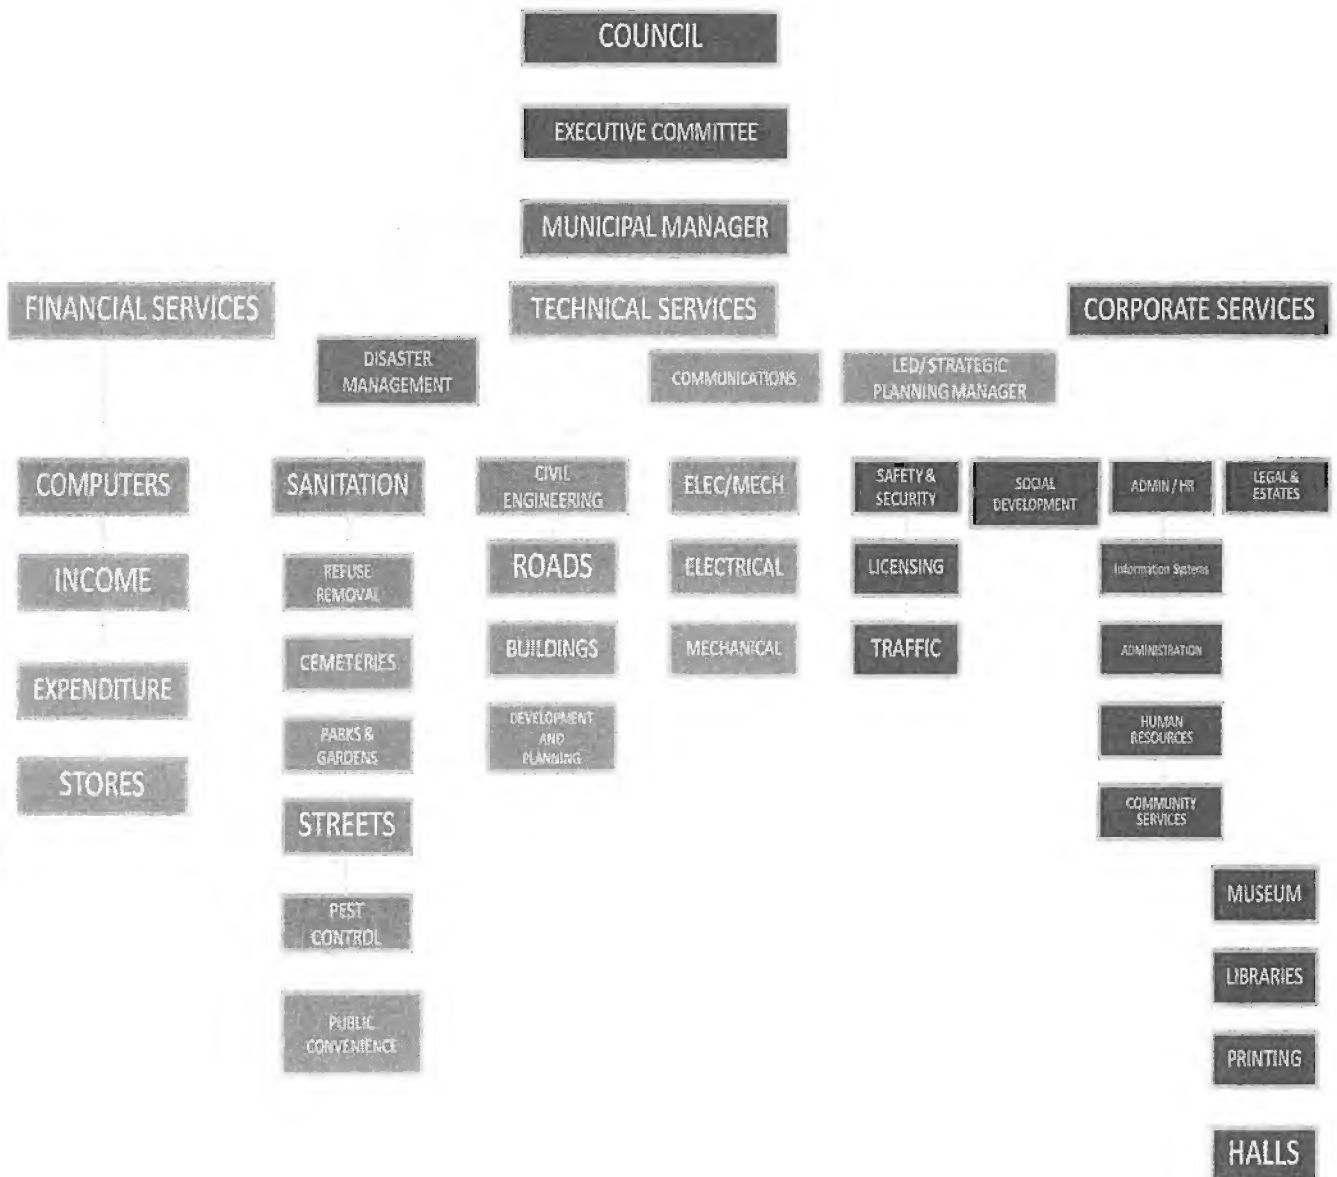 COUNCIL
EXECUTIVE COMMITTEE
MUNICIPAL MANAGER
FINANCIAL SERVICES
TECHNICAL SERVICES
CORPORATE SERVICES
DISASTER
MANAGEMENT
COMMUNICATIONS
LED/ STRATEGIC
PLANNING MANAGER
COMPUTERS
INCOME
EXPENDITURE
STORES
SANITATION
REFUSE
REMOVAL
CEMETERIES
PARKS &
GARDENS
STREETS
PEST
CONTROL
PUBLIC
CONVENIENCE
CIVIL
ENGINEERING
ROADS
BUILDINGS
DEVELOPMENT
AND
PLANNING
ELEC/MECH
ELECTRICAL
MECHANICAL
SAFETY &
SECURITY
LICENSING
TRAFFIC
SOCIAL
DEVELOPMENT
ADMIN / HR
Information Systems
ADMINISTRATION
HUMAN
RESOURCES
COMMUNITY
SERVICES
LEGAL &
ESTATES
MUSEUM
LIBRARIES
PRINTING
HALLS